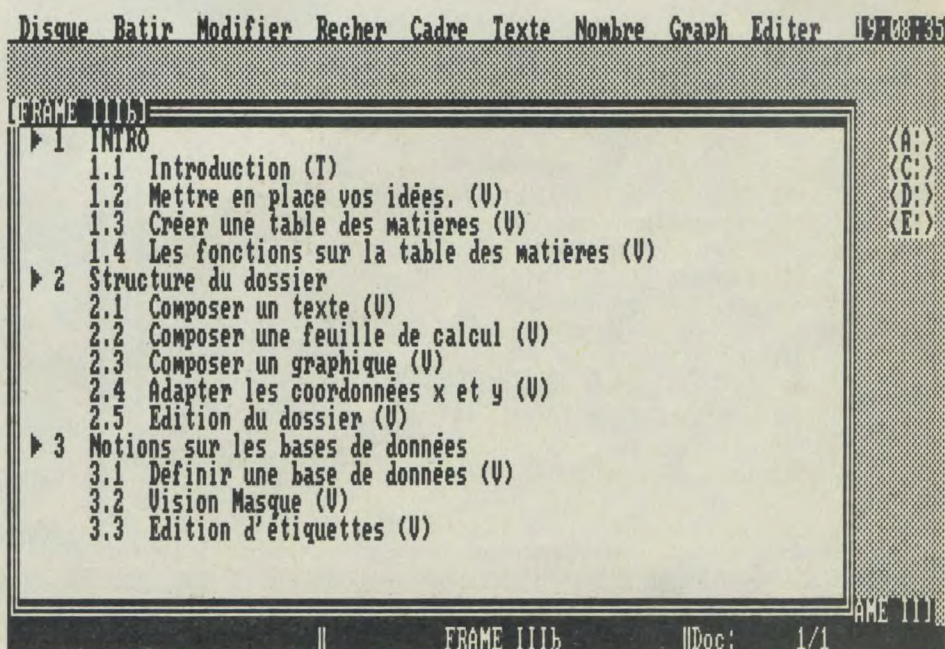 Disque Batir Modifier Recher Cadre Texte Nombre Graph Editer
[FRAME IIIb]
1 INTRO
1.1 Introduction (T)
1.2 Mettre en place vos idées. (V)
1.3 Créer une table des matières (V)
1.4 Les fonctions sur la table des matières (V)
2 Structure du dossier
2.1 Composer un texte (V)
2.2 Composer une feuille de calcul (V)
2.3 Composer un graphique (V)
2.4 Adapter les coordonnées x et y (V)
2.5 Edition du dossier (V)
3 Notions sur les bases de données
3.1 Définir une base de données (V)
3.2 Vision Masque (V)
3.3 Edition d'étiquettes (V)
<A:>
<C:>
<D:>
<E:>
AME III]
FRAME IIIb Doc: 1/1